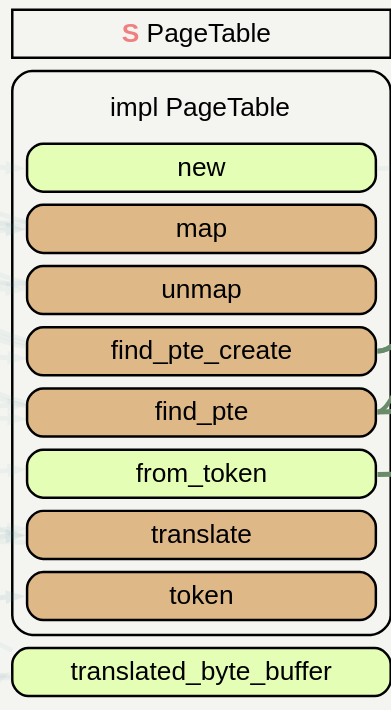 S PageTable
impl PageTable
new
map
unmap
find_pte_create
find_pte
from_token
translate
token
translated_byte_buffer